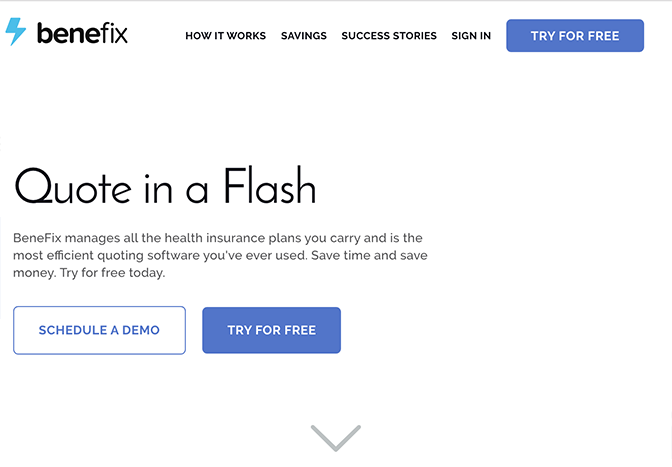 benefix
HOW IT WORKS SAVINGS SUCCESS STORIES SIGN IN TRY FOR FREE
Quote in a Flash
BeneFix manages all the health insurance plans you carry and is the
most efficient quoting software you've ever used. Save time and save
money. Try for free today.
SCHEDULE A DEMO TRY FOR FREE